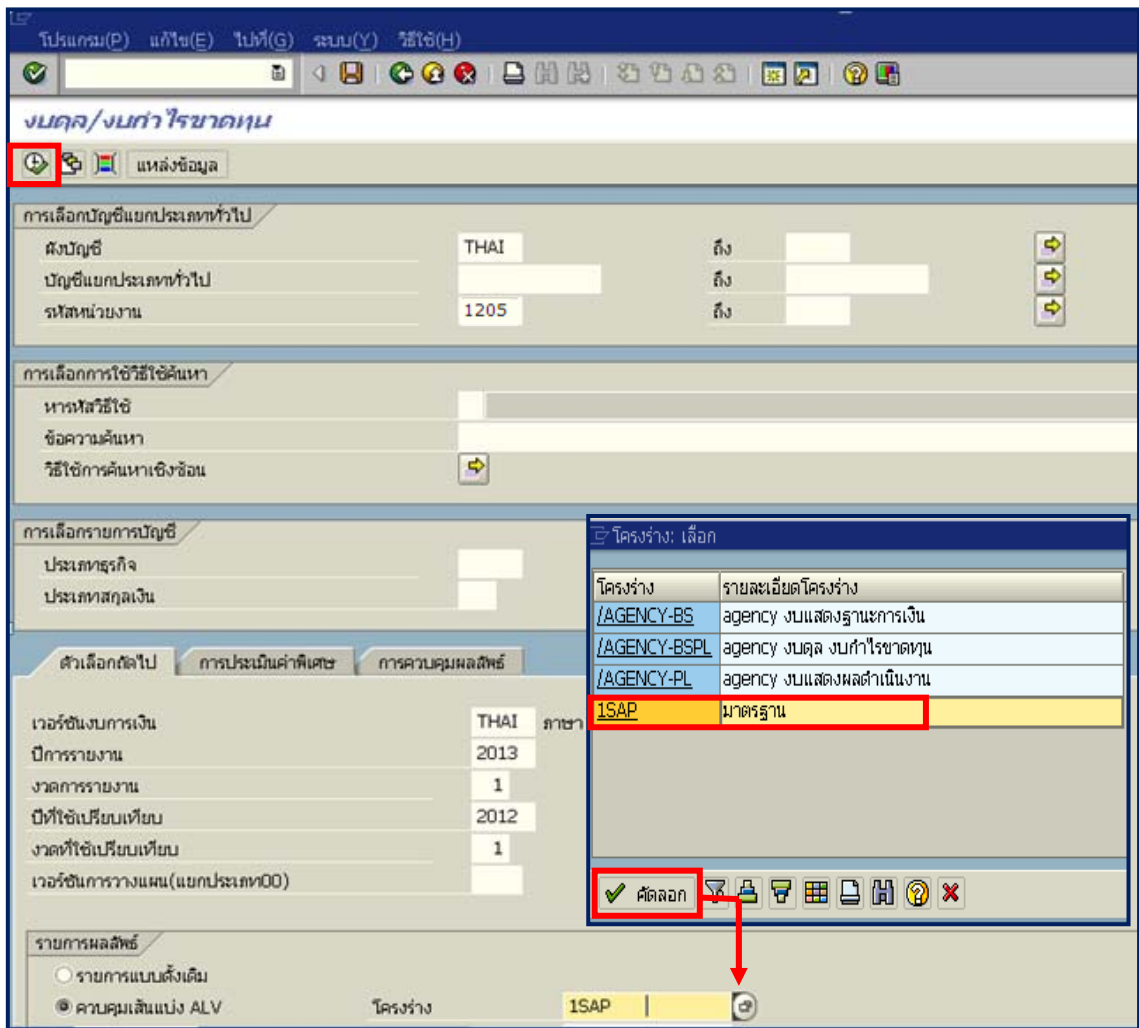 โปรแกรม(P) แก้ไข(E) ไปที่(G) ระบบ(Y) วิธีใช้(H)
งบดุล/งบกำไรขาดทุน
แหล่งข้อมูล
การเลือกบัญชีแยกประเภททั่วไป
ผังบัญชี THAI ถึง
บัญชีแยกประเภททั่วไป ถึง
รหัสหน่วยงาน 1205 ถึง
การเลือกการใช้วิธีใช้ค้นหา
หารหัสวิธีใช้
ข้อความค้นหา
วิธีใช้การค้นหาเชิงซ้อน
การเลือกรายการบัญชี
ประเภทธุรกิจ
ประเภทสกุลเงิน
โครงร่าง: เลือก
โครงร่าง รายละเอียดโครงร่าง
/AGENCY-BS agency งบแสดงฐานะการเงิน
/AGENCY-BSPL agency งบดุล งบกำไรขาดทุน
/AGENCY-PL agency งบแสดงผลดำเนินงาน
1SAP มาตรฐาน
คัดลอก
ตัวเลือกถัดไป การประเมินค่าพิเศษ การควบคุมผลลัพธ์
เวอร์ชันงบการเงิน THAI ภาษา
ปีการรายงาน 2013
งวดการรายงาน 1
ปีที่ใช้เปรียบเทียบ 2012
งวดที่ใช้เปรียบเทียบ 1
เวอร์ชันการวางแผน(แยกประเภท00)
รายการผลลัพธ์
รายการแบบดั้งเดิม
ควบคุมเส้นแบ่ง ALV โครงร่าง 1SAP